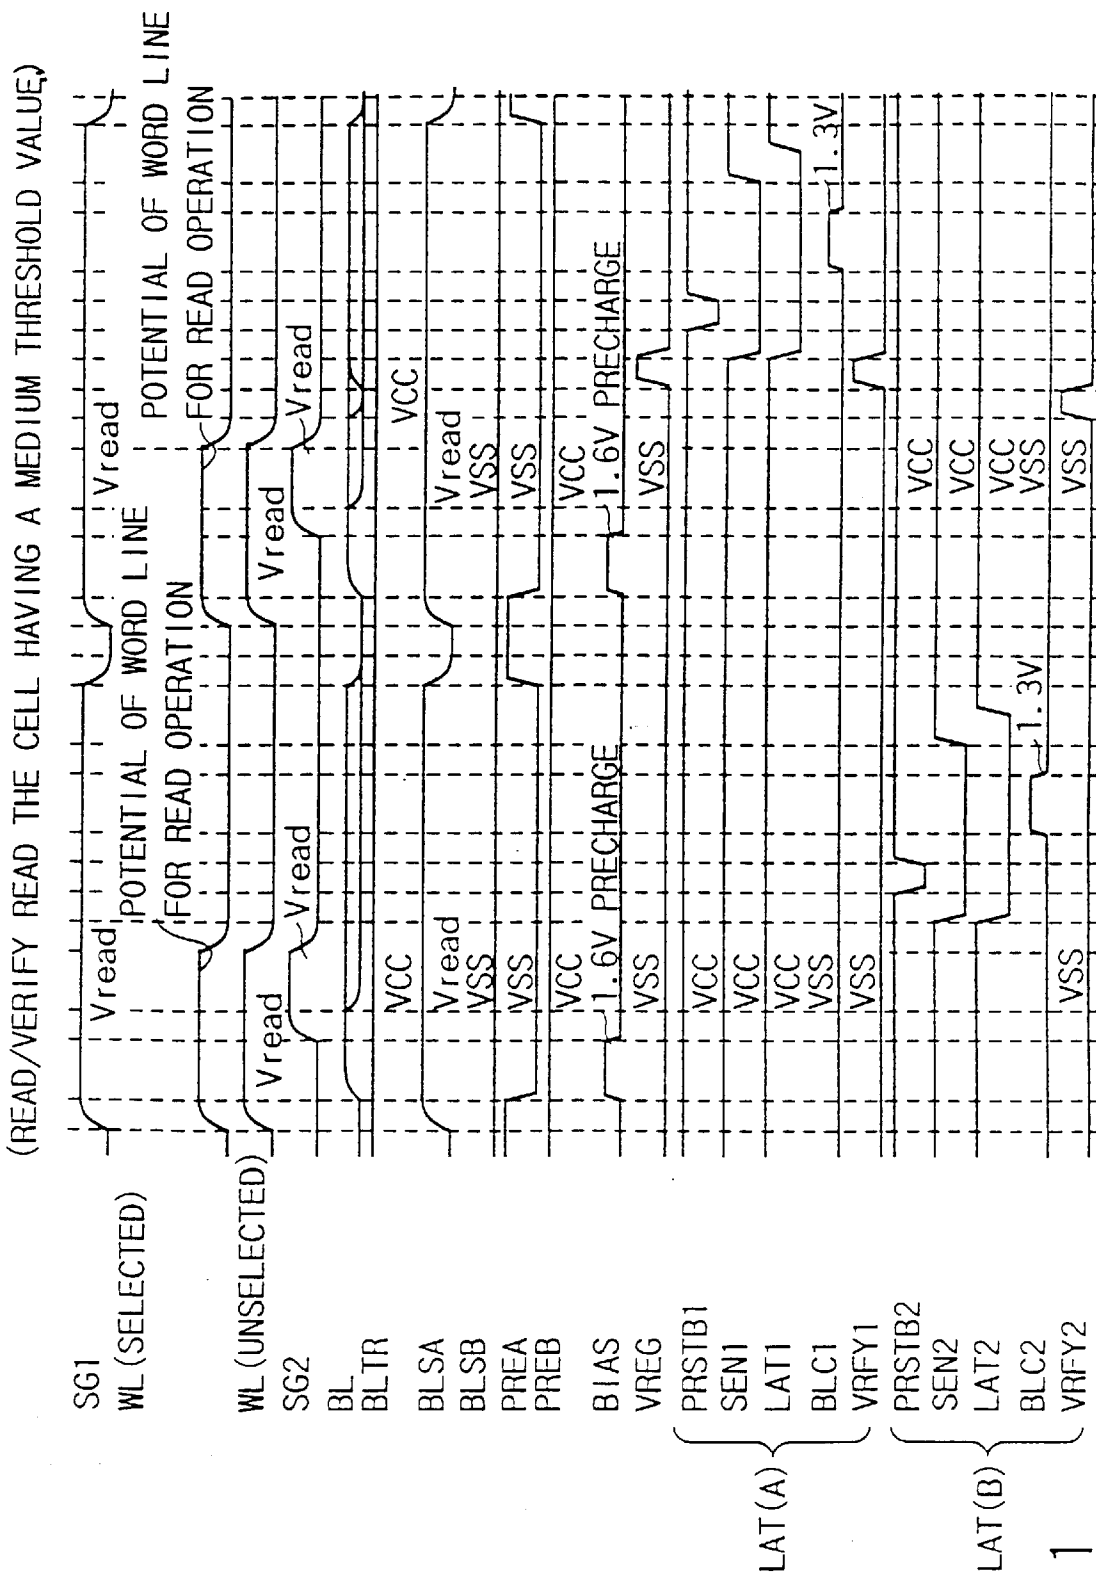 (READ/VERIFY READ THE CELL HAVING A MEDIUM THRESHOLD VALUE,)
SG1
Vread
Vread
WL(SELECTED)
POTENTIAL OF WORD LINE
FOR READ OPERATION
POTENTIAL OF WORD LINE
FOR READ OPERATION
WL(UNSELECTED)
Vread
Vread
SG2
Vread
Vread
BL
BLTR
VCC
VCC
BLSA
Vread
Vread
BLSB
VSS
VSS
PREA
VSS
VSS
PREB
VCC
VCC
BIAS
1.6V PRECHARGE
1.6V PRECHARGE
VREG
VSS
VSS
LAT(A)
PRSTB1
VCC
SEN1
VCC
LAT1
VCC
BLC1
VSS
1.3V
VRFY1
VSS
LAT(B)
PRSTB2
VCC
SEN2
VCC
LAT2
VCC
BLC2
1.3V
VSS
VRFY2
VSS
VSS
1